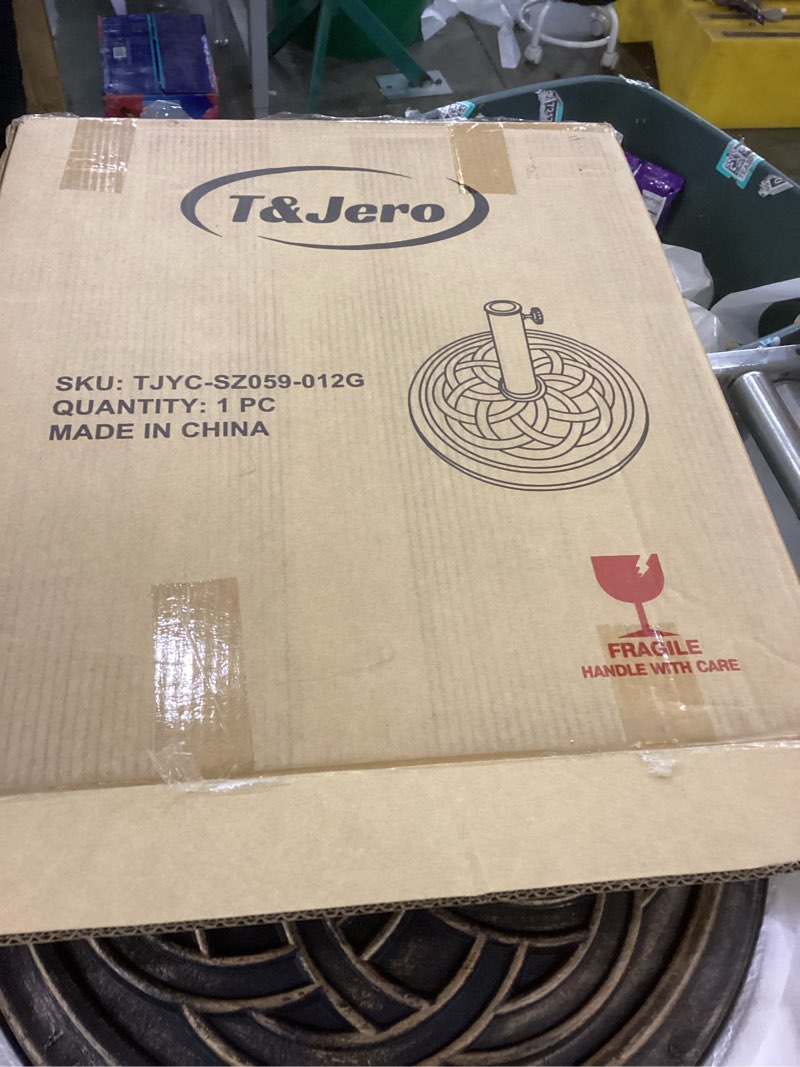 T&Jero
SKU: TJYC-SZ059-012G
QUANTITY: 1 PC
MADE IN CHINA
FRAGILE
HANDLE WITH CARE